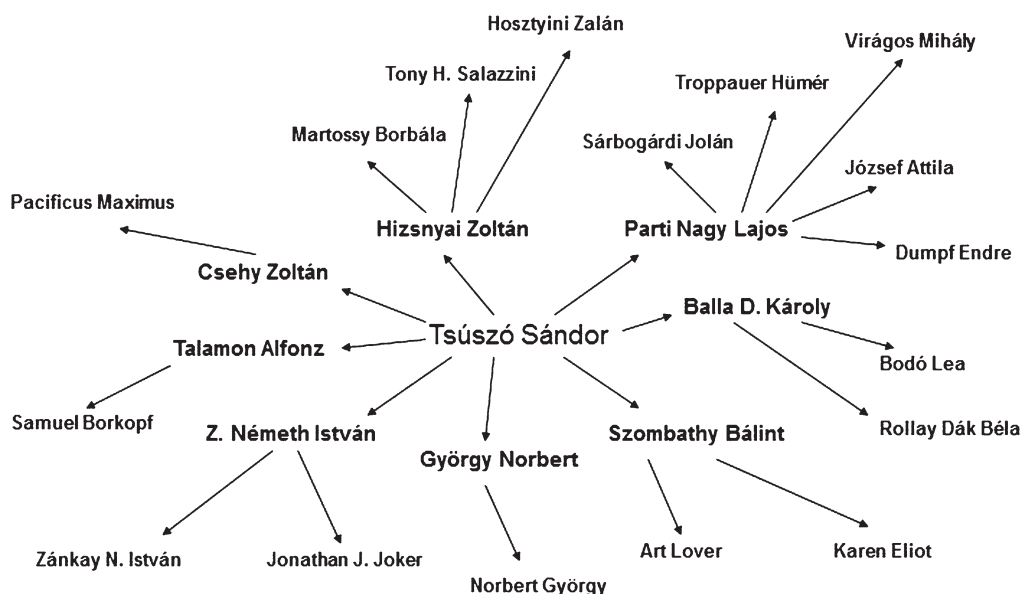 Hosztyini Zalán
Virágos Mihály
Tony H. Salazzini
Troppauer Hümér
Martossy Borbála
Sárbogárdi Jolán
József Attila
Pacificus Maximus
Hizsnyai Zoltán
Parti Nagy Lajos
Dumpf Endre
Csehy Zoltán
Balla D. Károly
Tsúszó Sándor
Talamon Alfonz
Bodó Lea
Samuel Borkopf
Z. Németh István
Szombathy Bálint
Rollay Dák Béla
György Norbert
Zánkay N. István
Jonathan J. Joker
Art Lover
Karen Eliot
Norbert György